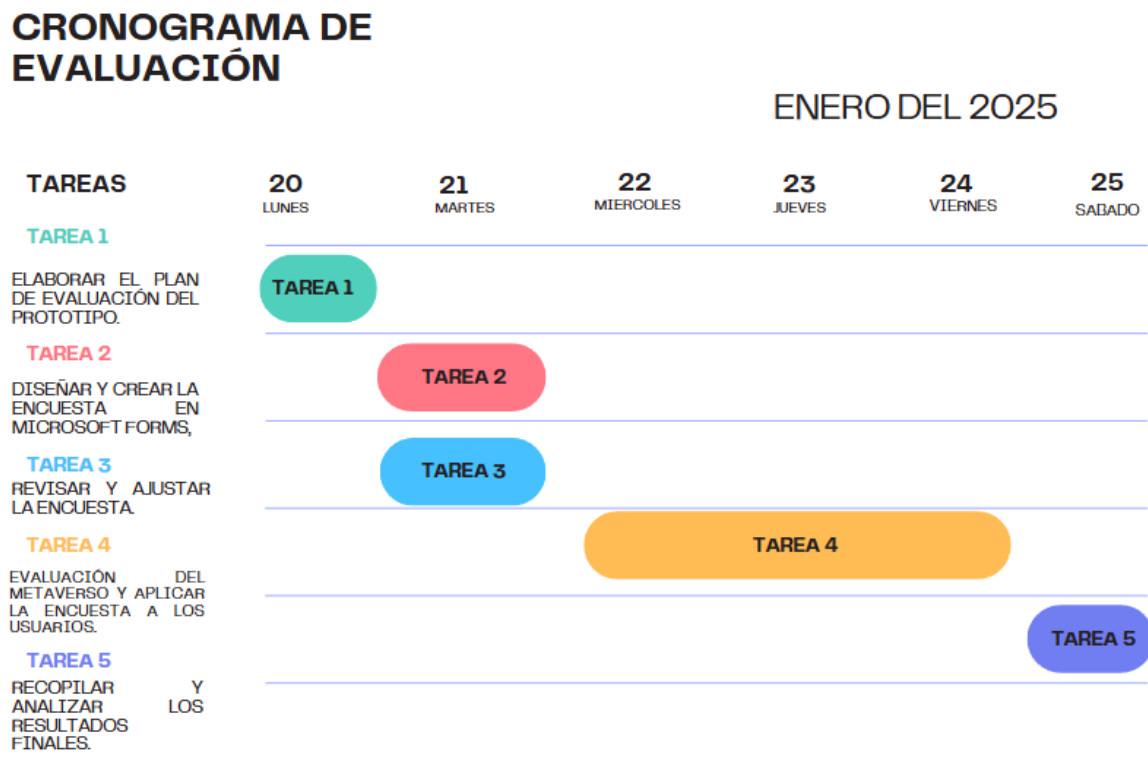 CRONOGRAMA DE
EVALUACIÓN
ENERO DEL 2025
TAREAS
20
LUNES
21
MARTES
22
MIERCOLES
23
JUEVES
24
VIERNES
25
SABADO
TAREA 1
ELABORAR EL PLAN
DE EVALUACIÓN DEL
PROTOTIPO.
TAREA 1
TAREA 2
DISEÑAR Y CREAR LA
ENCUESTA EN
MICROSOFT FORMS,
TAREA 2
TAREA 3
REVISAR Y AJUSTAR
LA ENCUESTA.
TAREA 3
TAREA 4
EVALUACIÓN DEL
METAVERSO Y APLICAR
LA ENCUESTA A LOS
USUARIOS.
TAREA 4
TAREA 5
RECOPILAR Y
ANALIZAR LOS
RESULTADOS
FINALES.
TAREA 5